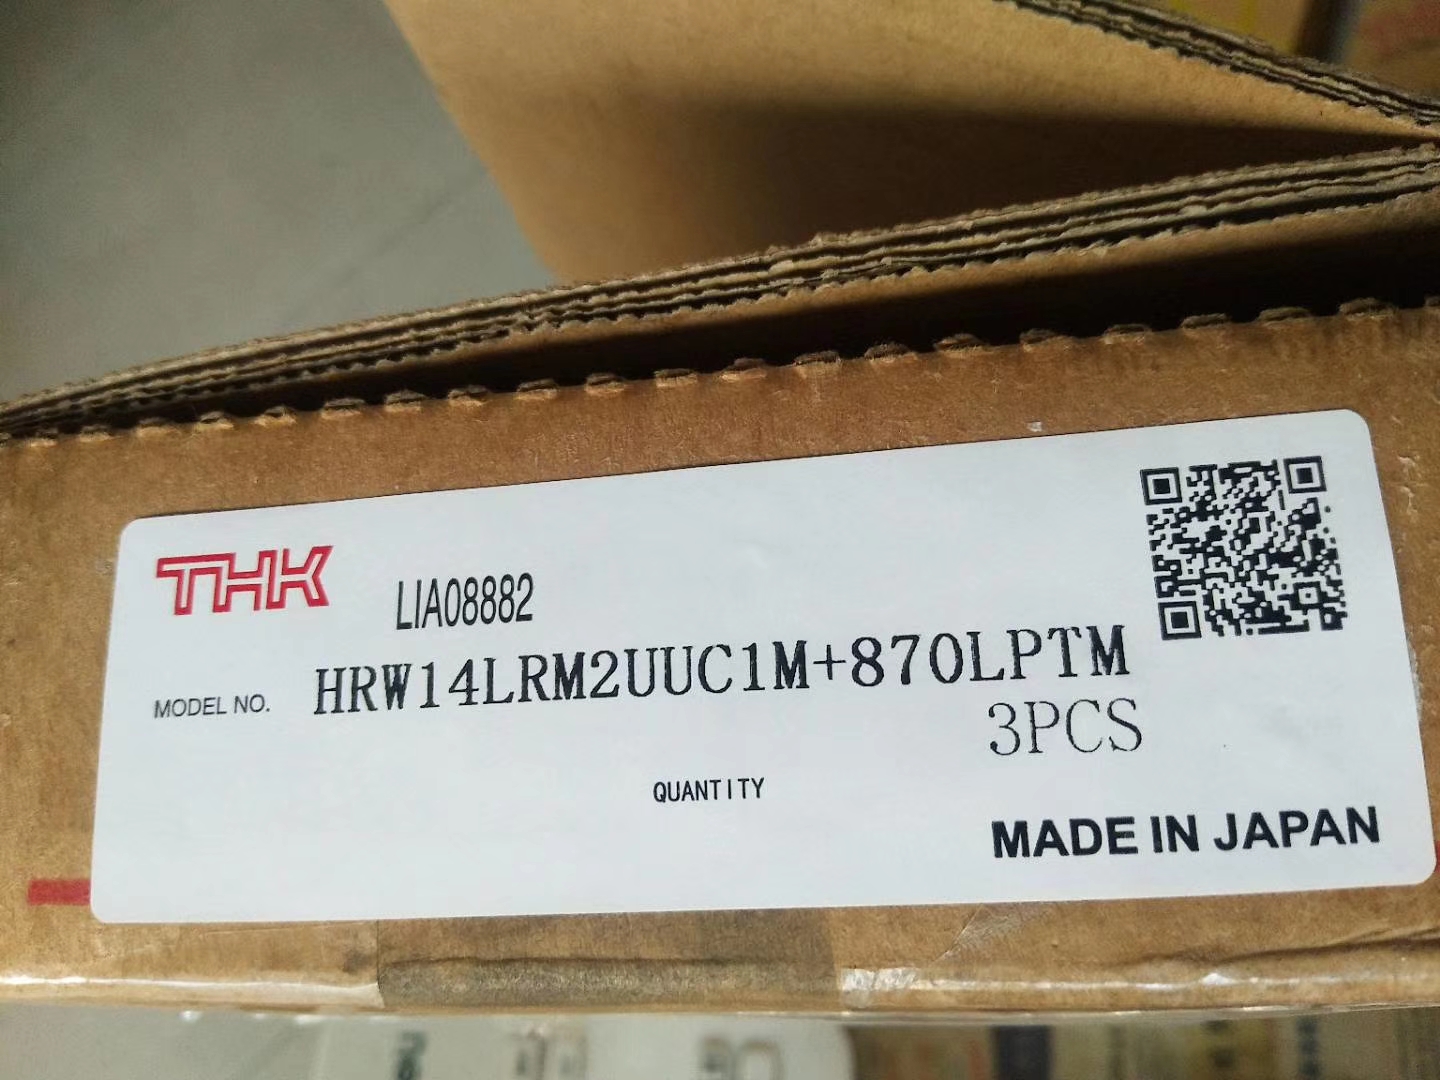 THK
LIA08882
MODEL NO. HRW14LRM2UUC1M+870LPTM
3PCS
QUANTITY
MADE IN JAPAN